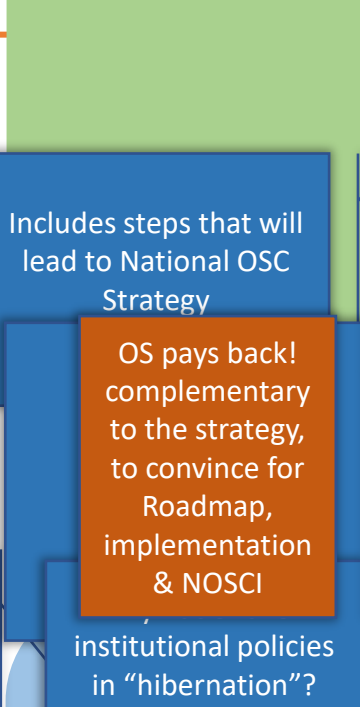 Includes steps that will
lead to National OSC
Strategy
OS pays back!
complementary
to the strategy,
to convince for
Roadmap,
implementation
& NOSCI
institutional policies
in “hibernation”?